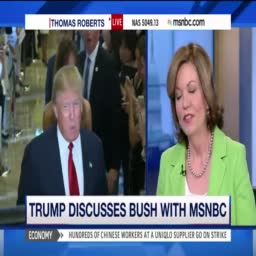 THOMAS ROBERTS
LIVE
NAS 5049.13
msnbc.com
TRUMP DISCUSSES BUSH WITH MSNBC
ECONOMY
HUNDREDS OF CHINESE WORKERS AT A UNIQLO SUPPLIER GO ON STRIKE